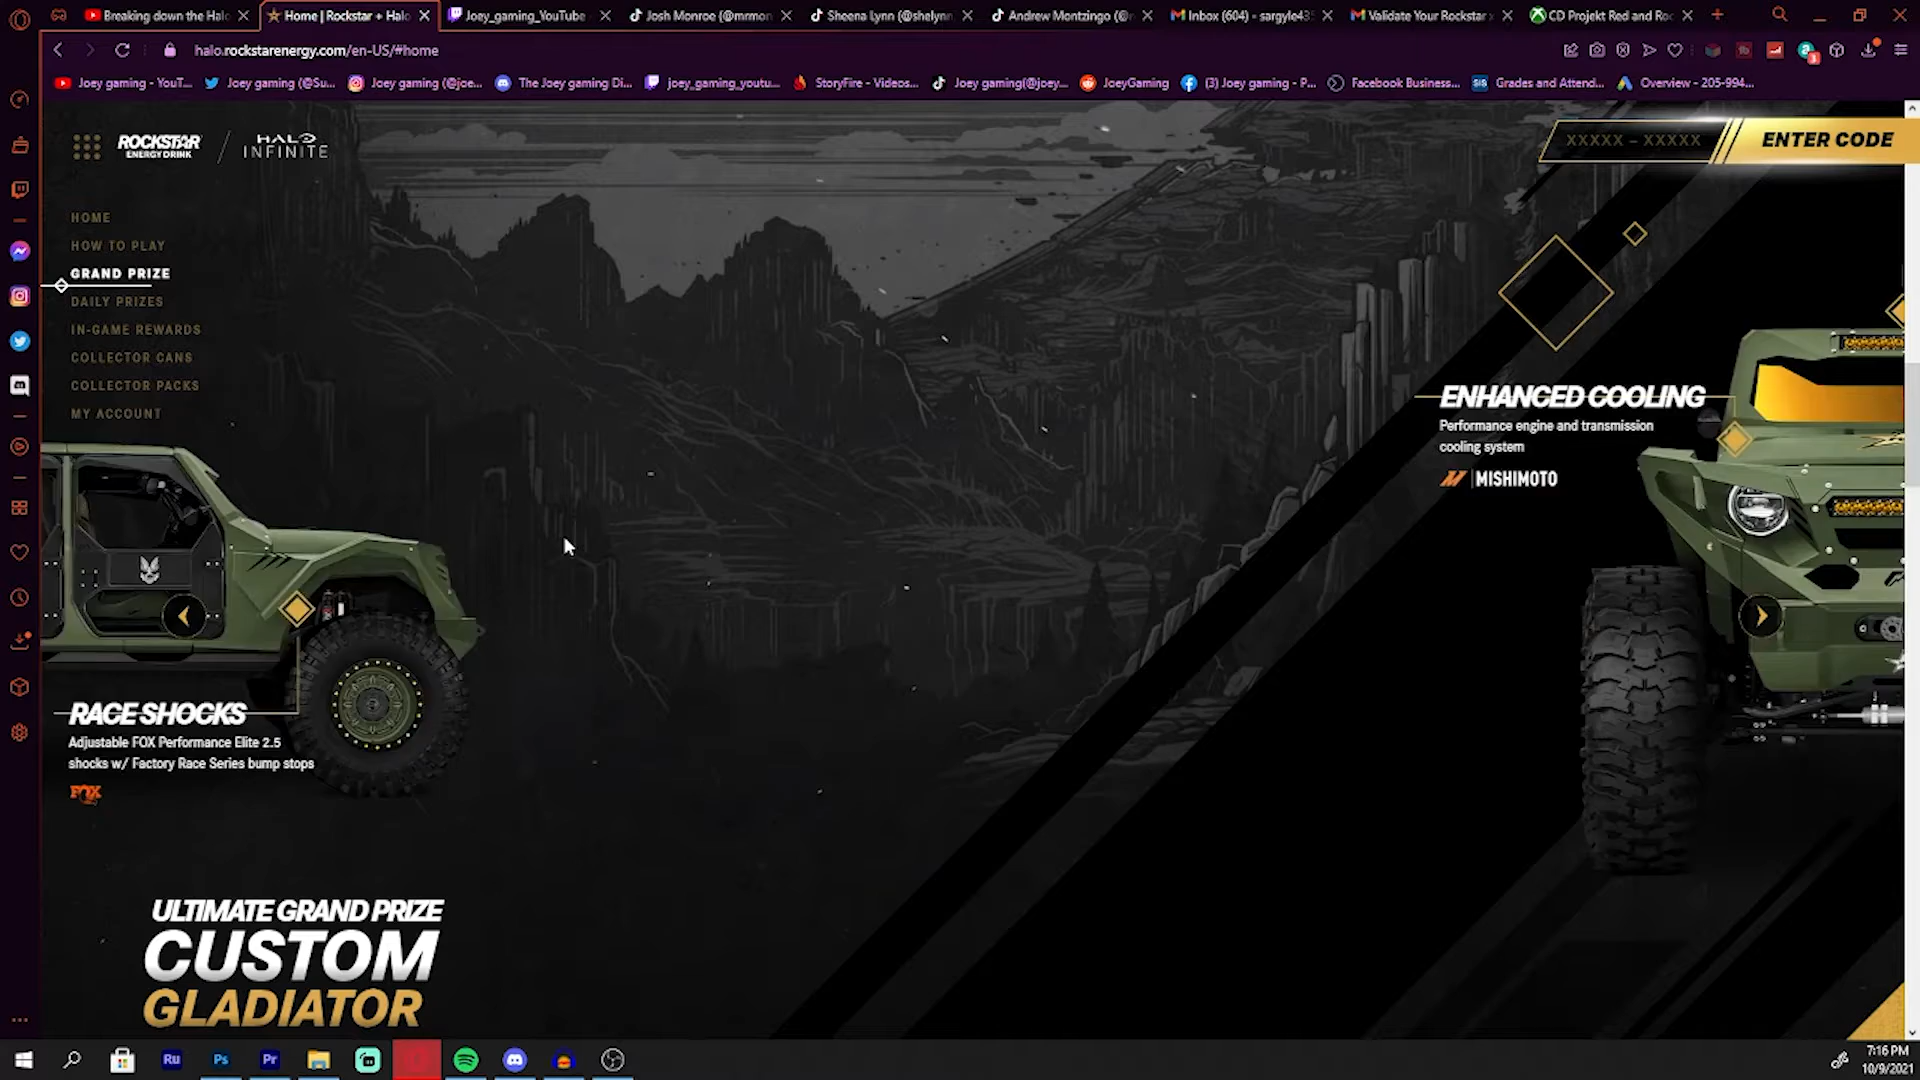 Breaking down the Halo
Home | Rockstar + Halo
Joey_gaming_YouTube
Josh Monroe (@mrmon
Sheena Lynn (@shelynn
Andrew Montzingo (@
Inbox (604) - sargyle43
Validate Your Rockstar
CD Projekt Red and Ro
halo.rockstarenergy.com/en-US/#home
Joey gaming - YouT...
Joey gaming (@Su...
Joey gaming (@joe...
The Joey gaming Di...
joey_gaming_youtu...
StoryFire - Videos...
Joey gaming(@joey...
JoeyGaming
(3) Joey gaming - P...
Facebook Business...
SIS
Grades and Attend...
Overview - 205-994...
ROCKSTAR
ENERGY DRINK
HALO
INFINITE
XXXXX – XXXXX
ENTER CODE
HOME
HOW TO PLAY
GRAND PRIZE
DAILY PRIZES
IN-GAME REWARDS
COLLECTOR CANS
COLLECTOR PACKS
MY ACCOUNT
ENHANCED COOLING
Performance engine and transmission
cooling system
MISHIMOTO
RACE SHOCKS
Adjustable FOX Performance Elite 2.5
shocks w/ Factory Race Series bump stops
FOX
ULTIMATE GRAND PRIZE
CUSTOM
GLADIATOR
Ru
Ps
Pr
7:16 PM
10/9/2021